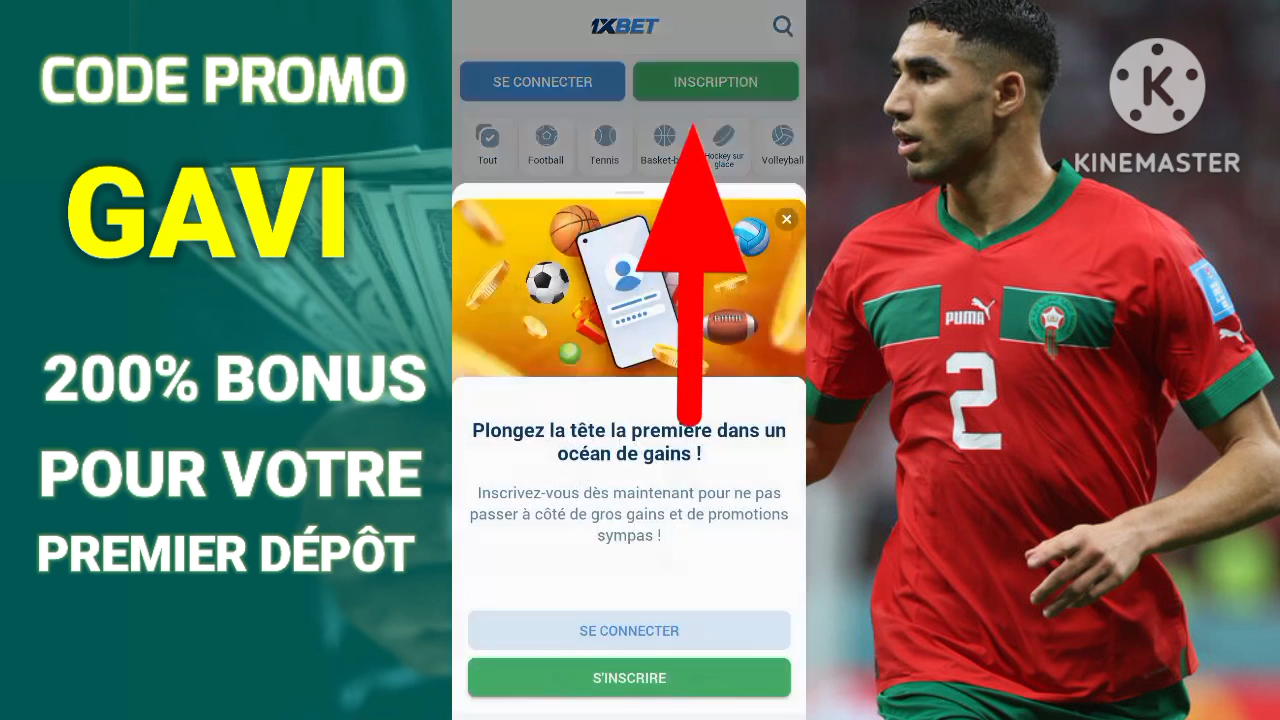 CODE PROMO
GAVI
200% BONUS
POUR VOTRE
PREMIER DÉPÔT
1XBET
SE CONNECTER
INSCRIPTION
Tout
Football
Tennis
Basket-b
Hockey sur
glace
Volleyball
Plongez la tête la première dans un
océan de gains !
Inscrivez-vous dès maintenant pour ne pas
passer à côté de gros gains et de promotions
sympas !
SE CONNECTER
S'INSCRIRE
K
KINEMASTER
PUMA
2